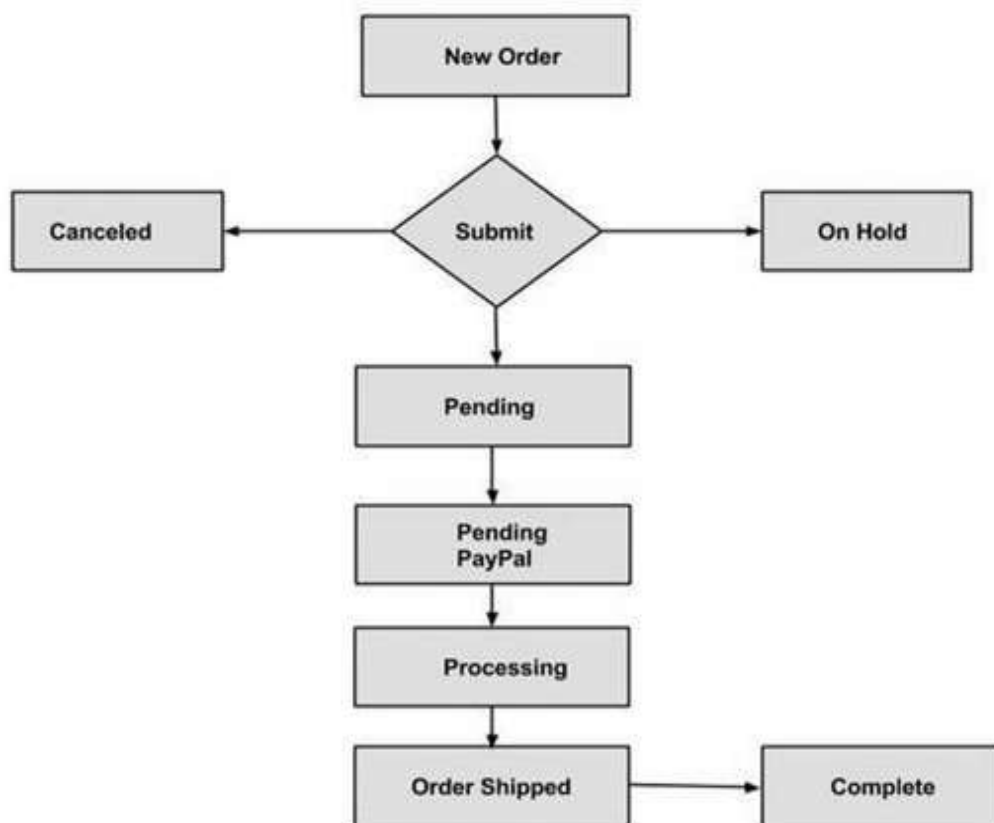 New Order
Canceled
Submit
On Hold
Pending
Pending
PayPal
Processing
Order Shipped
Complete